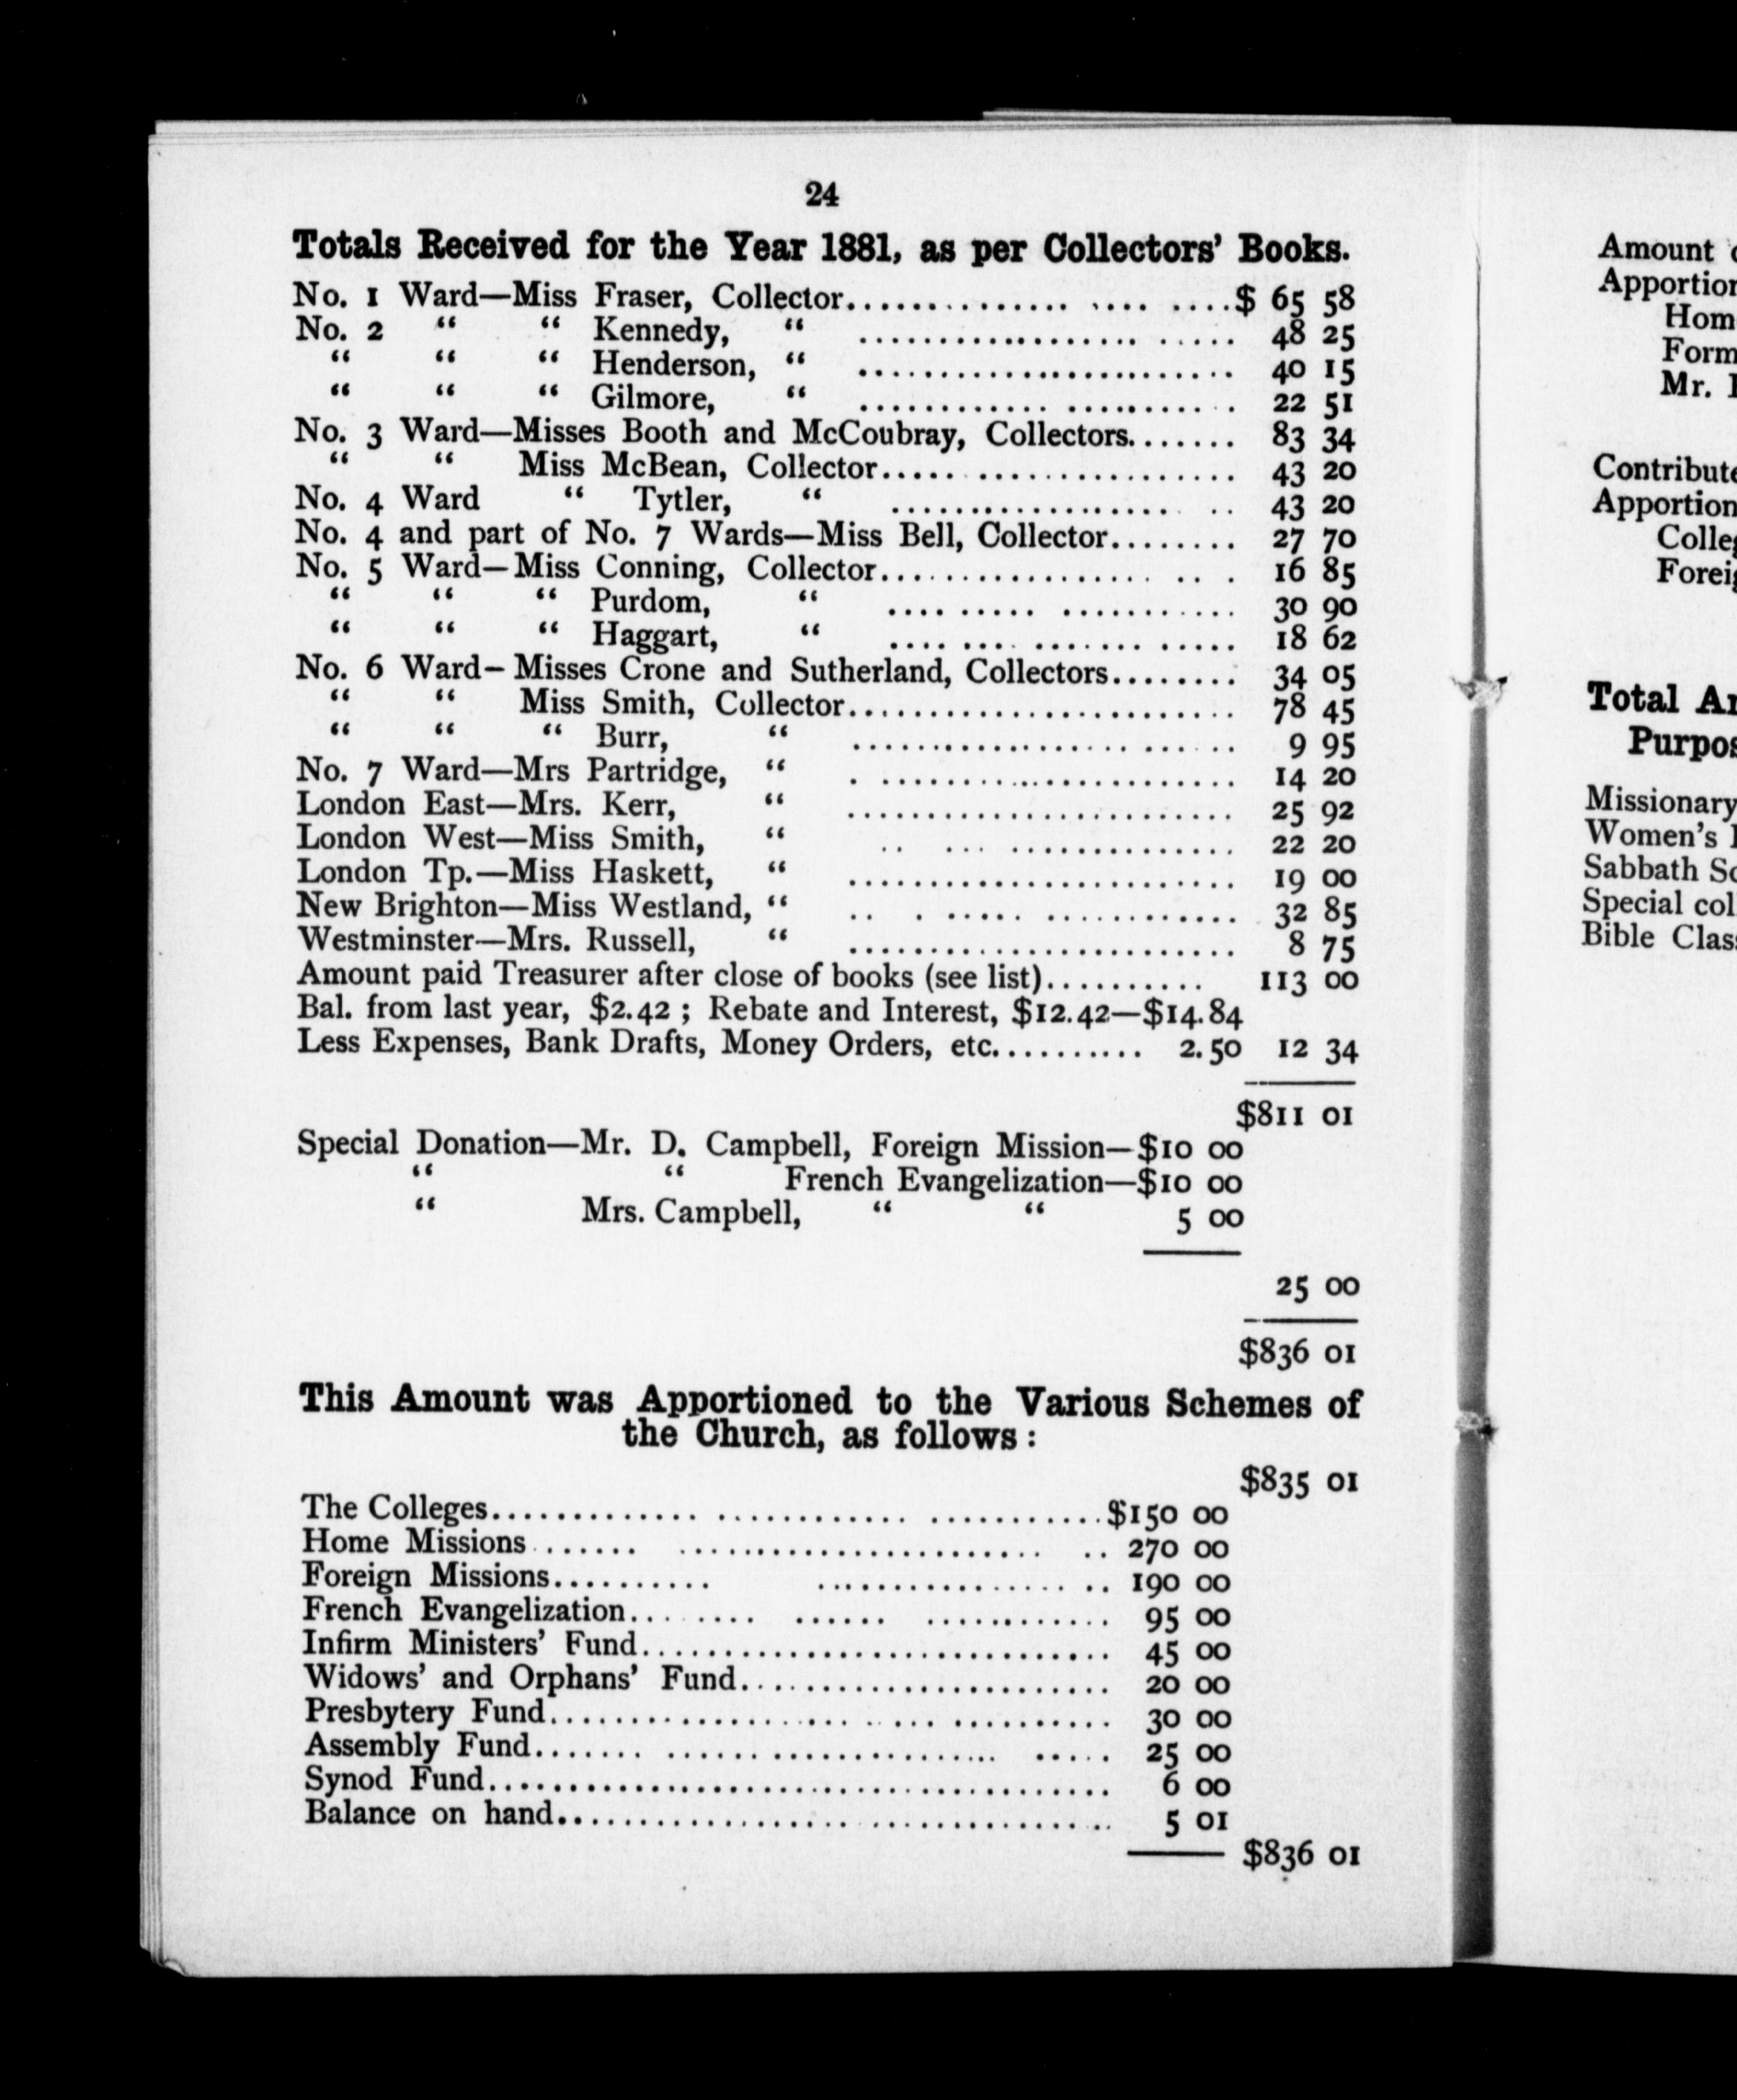 24
Totals Received for the Year 1881, as per Collectors' Books.
No. 1 Ward—Miss Fraser, Collector.............. .... ....$ 65 58
No. 2 " " Kennedy, " ................... ..... 48 25
" " " Henderson, " ........................ 40 15
" " " Gilmore, " ............ ........... 22 51
No. 3 Ward—Misses Booth and McCoubray, Collectors....... 83 34
" " Miss McBean, Collector...................... 43 20
No. 4 Ward " Tytler, " ................... .. 43 20
No. 4 and part of No. 7 Wards—Miss Bell, Collector........ 27 70
No. 5 Ward—Miss Conning, Collector................. .. . 16 85
" " " Purdom, " ......... ........... 30 90
" " " Haggart, " .... ... ....... ..... 18 62
No. 6 Ward—Misses Crone and Sutherland, Collectors........ 34 05
" " Miss Smith, Collector........................ 78 45
" " " Burr, " ........................ 9 95
No. 7 Ward—Mrs Partridge, " . ...................... 14 20
London East—Mrs. Kerr, " ........................ 25 92
London West—Miss Smith, " .. ... ............... 22 20
London Tp.—Miss Haskett, " ........................ 19 00
New Brighton—Miss Westland, " .. . ..... ............ 32 85
Westminster—Mrs. Russell, " ........................ 8 75
Amount paid Treasurer after close of books (see list).......... 113 00
Bal. from last year, $2.42 ; Rebate and Interest, $12.42—$14.84
Less Expenses, Bank Drafts, Money Orders, etc.......... 2.50 12 34
$811 01
Special Donation—Mr. D. Campbell, Foreign Mission—$10 00
" " French Evangelization—$10 00
" Mrs. Campbell, " " 5 00
25 00
$836 01
This Amount was Apportioned to the Various Schemes of
the Church, as follows :
$835 01
The Colleges............. ............ ...........$150 00
Home Missions ...... ....................... .. 270 00
Foreign Missions.......... ................ .. 190 00
French Evangelization........ ...... ............ 95 00
Infirm Ministers' Fund............................. 45 00
Widows' and Orphans' Fund....................... 20 00
Presbytery Fund...................... .. .......... 30 00
Assembly Fund....... ..................... ..... 25 00
Synod Fund....................................... 6 00
Balance on hand................................... 5 01
$836 01
Amount
Apportion
Hom
Form
Mr.
Contribute
Apportion
Colleg
Foreig
Total
Purpos
Missionary
Women's
Sabbath Sc
Special col
Bible Clas